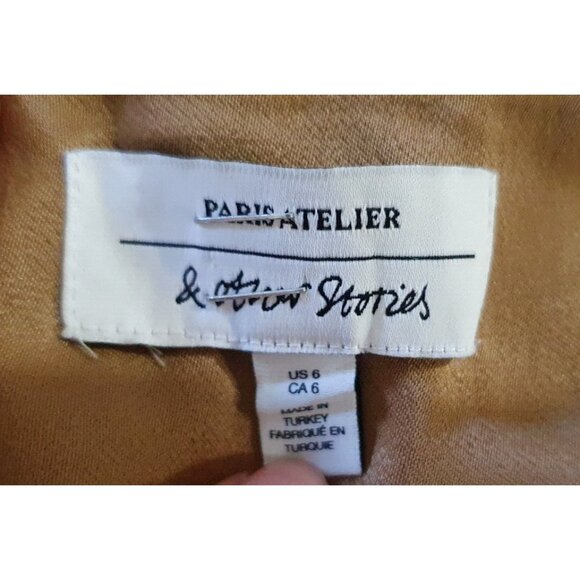 PARIS ATELIER
& Other Stories
US 6
CA 6
MADE IN
TURKEY
FABRIQUÉ EN
TURQUIE